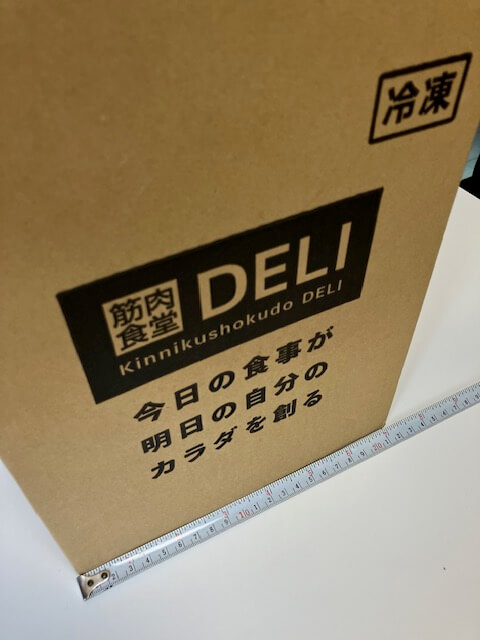 冷凍
筋肉
食堂
DELI
Kinnikushokudo DELI
今日の食事が
明日の自分の
カラダを創る